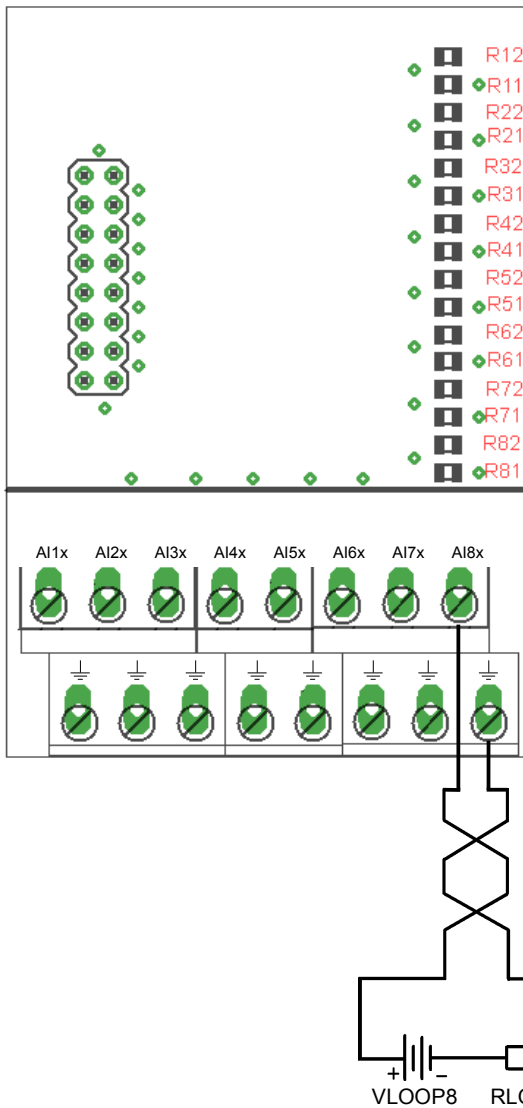 R12
R11
R22
R21
R32
R31
R42
R41
R52
R51
R62
R61
R72
R71
R82
R81
AI1x AI2x AI3x AI4x AI5x AI6x AI7x AI8x
+ −
VLOOP8